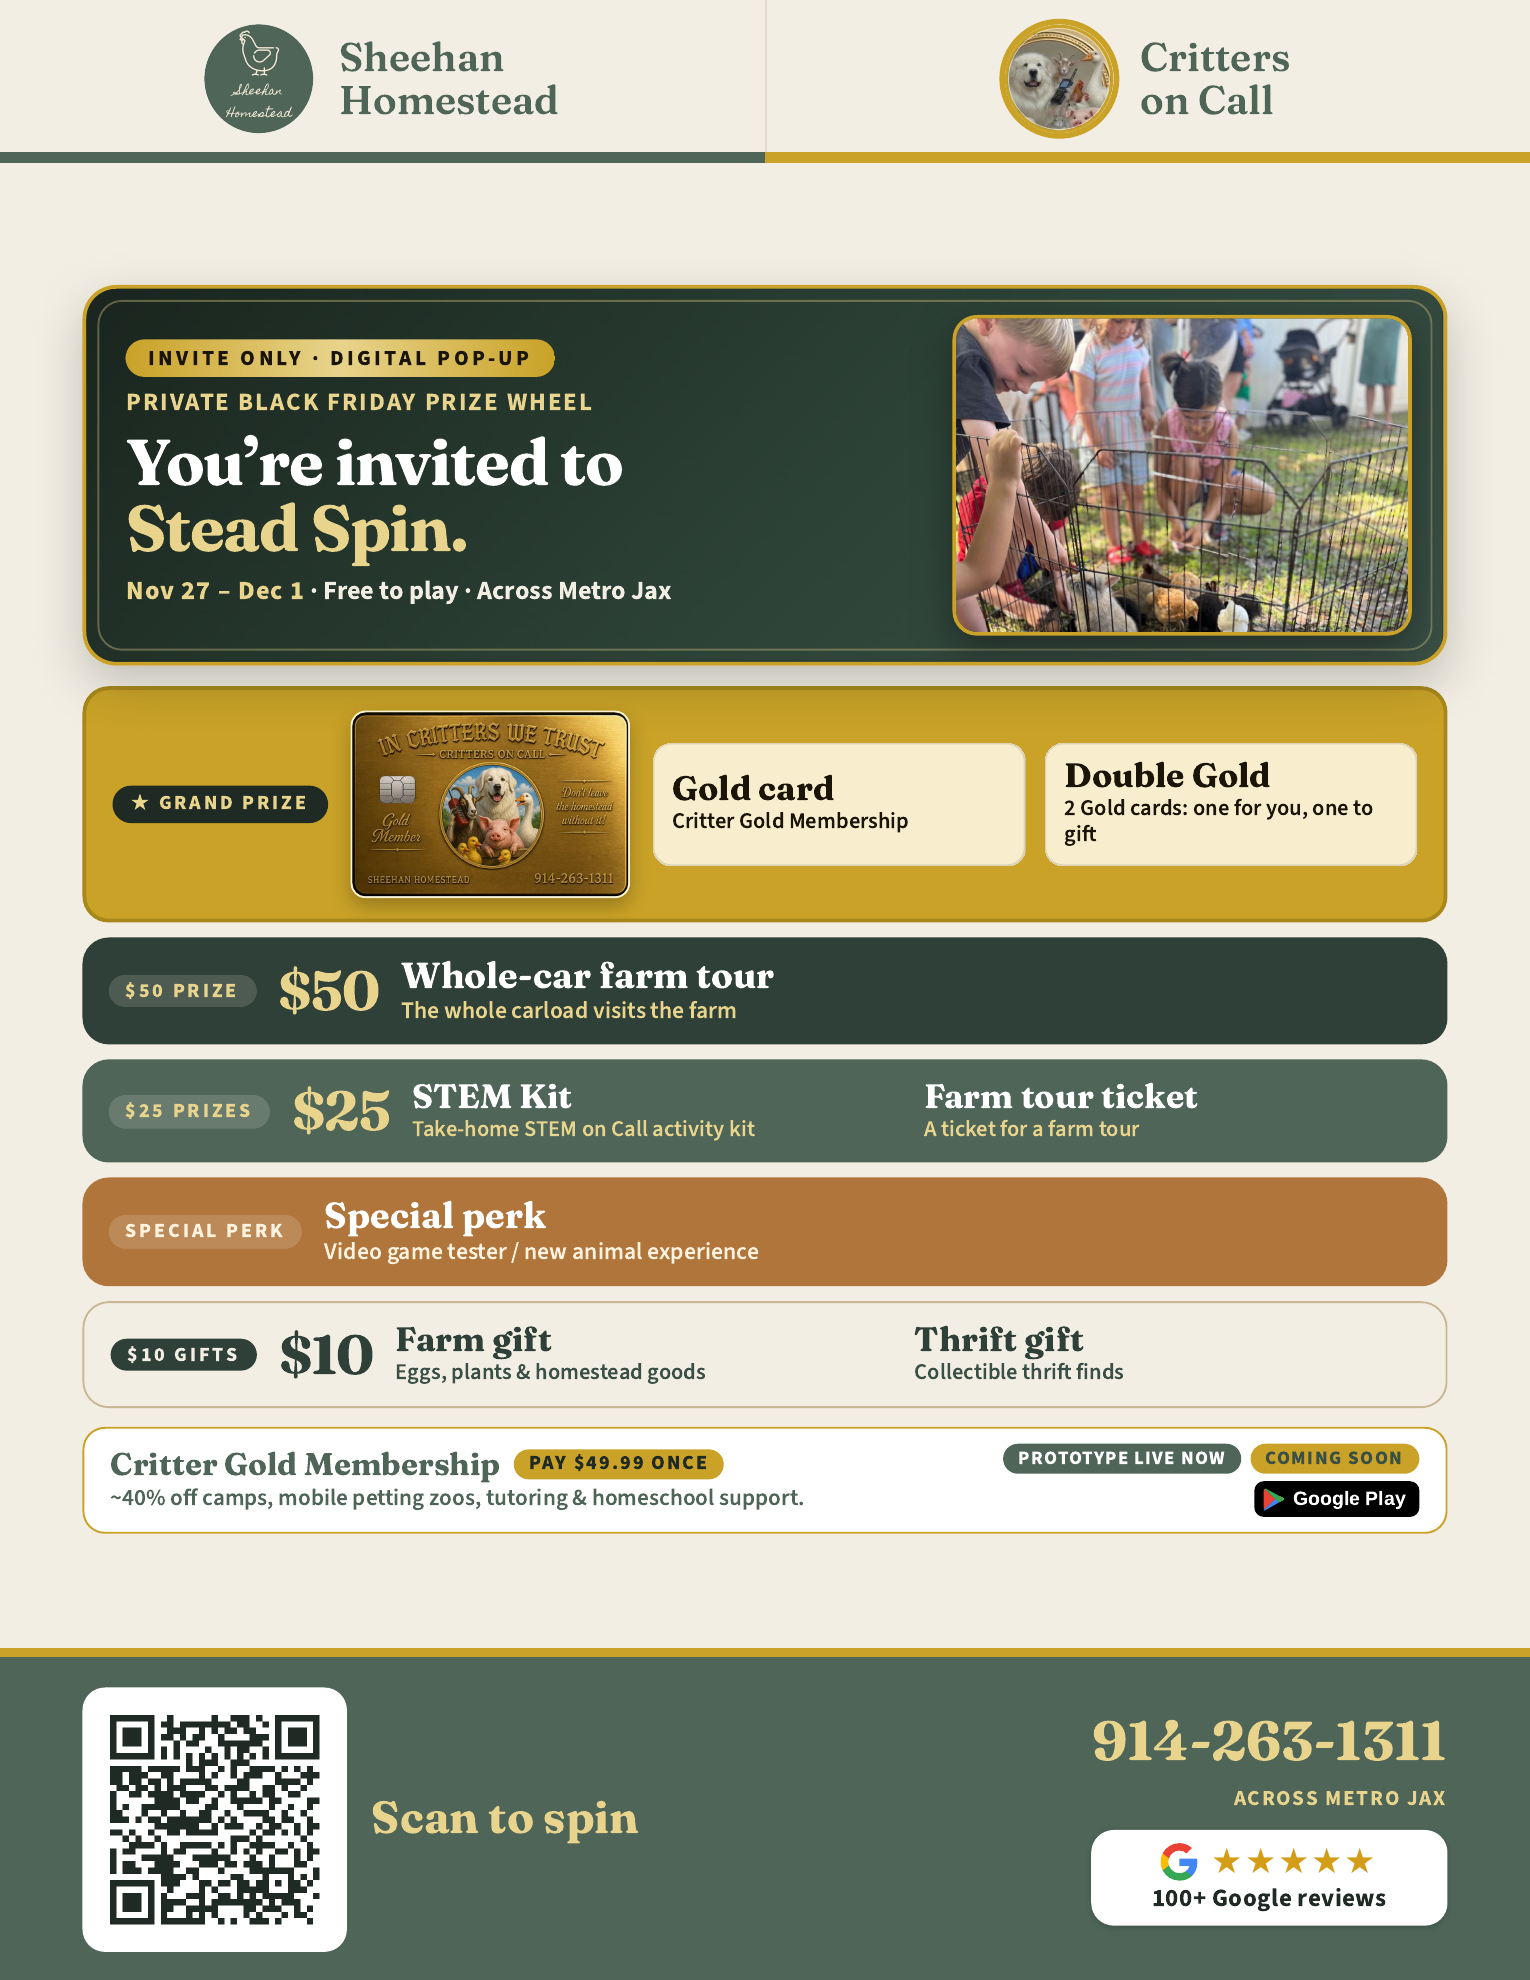 Sheehan
Homestead
Sheehan
Homestead
Critters
on Call
INVITE ONLY · DIGITAL POP-UP
PRIVATE BLACK FRIDAY PRIZE WHEEL
You’re invited to
Stead Spin.
Nov 27 – Dec 1 · Free to play · Across Metro Jax
★ GRAND PRIZE
IN CRITTERS WE TRUST
CRITTERS ON CALL
Gold
Member
Don't leave
the homestead
without it!
SHEEHAN HOMESTEAD
914-263-1311
Gold card
Critter Gold Membership
Double Gold
2 Gold cards: one for you, one to
gift
$50 PRIZE
$50
Whole-car farm tour
The whole carload visits the farm
$25 PRIZES
$25
STEM Kit
Take-home STEM on Call activity kit
Farm tour ticket
A ticket for a farm tour
SPECIAL PERK
Special perk
Video game tester / new animal experience
$10 GIFTS
$10
Farm gift
Eggs, plants & homestead goods
Thrift gift
Collectible thrift finds
Critter Gold Membership
PAY $49.99 ONCE
~40% off camps, mobile petting zoos, tutoring & homeschool support.
PROTOTYPE LIVE NOW
COMING SOON
Google Play
Scan to spin
914-263-1311
ACROSS METRO JAX
G ★★★★★
100+ Google reviews